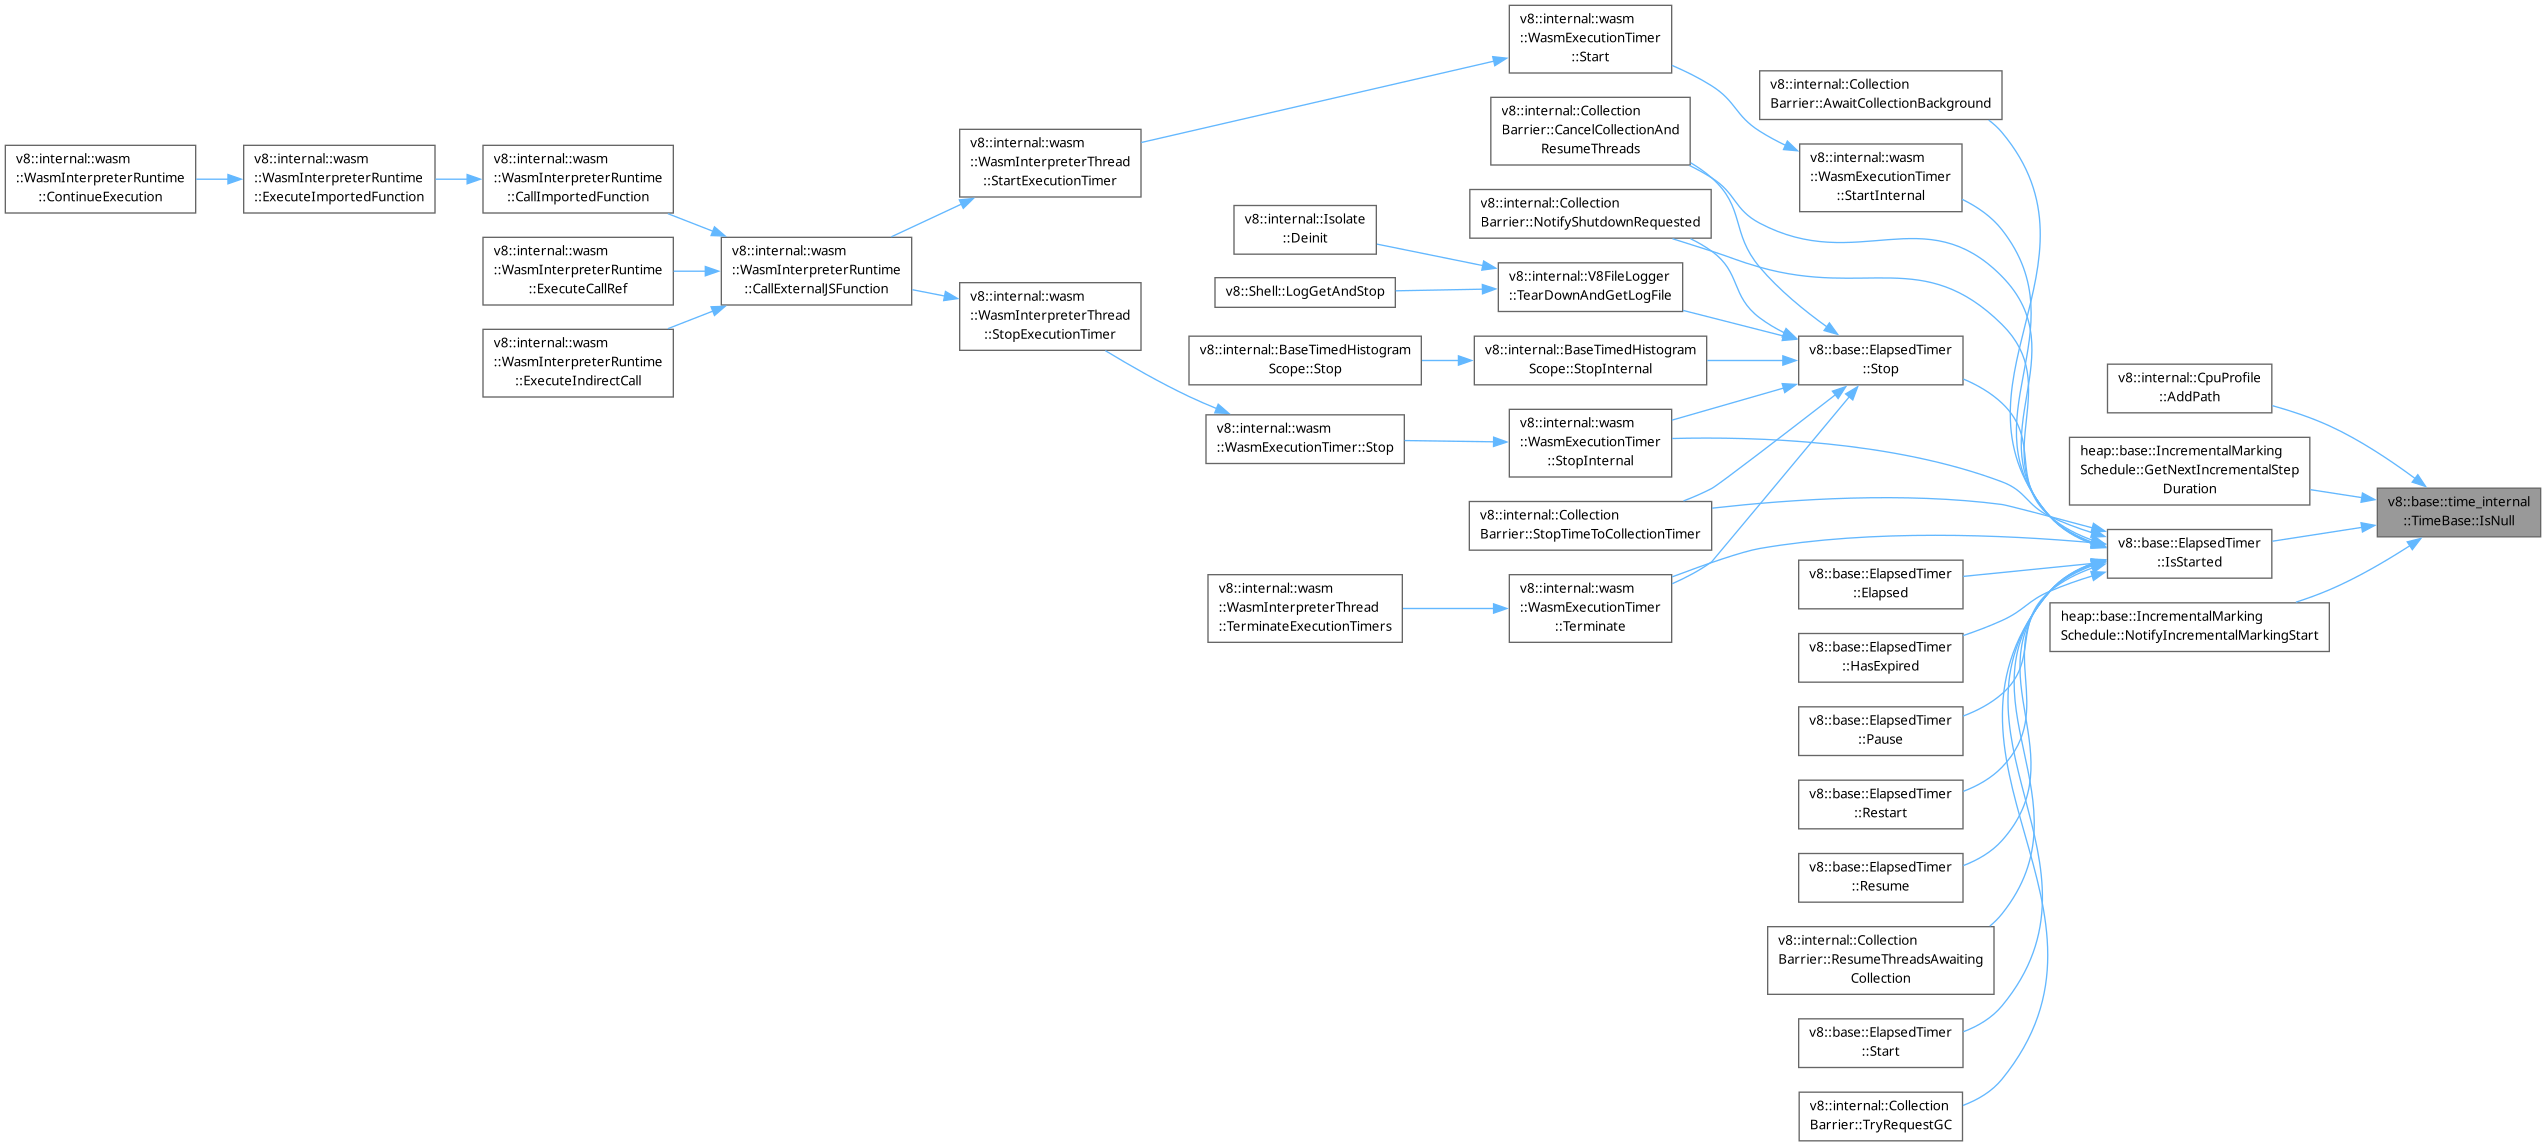 v8::internal::wasm
::WasmInterpreterRuntime
::ContinueExecution
v8::internal::wasm
::WasmInterpreterRuntime
::ExecuteImportedFunction
v8::internal::wasm
::WasmInterpreterRuntime
::CallImportedFunction
v8::internal::wasm
::WasmInterpreterRuntime
::ExecuteCallRef
v8::internal::wasm
::WasmInterpreterRuntime
::ExecuteIndirectCall
v8::internal::wasm
::WasmInterpreterRuntime
::CallExternalJSFunction
v8::internal::wasm
::WasmInterpreterThread
::StartExecutionTimer
v8::internal::wasm
::WasmInterpreterThread
::StopExecutionTimer
v8::internal::Isolate
::Deinit
v8::Shell::LogGetAndStop
v8::internal::BaseTimedHistogram
Scope::Stop
v8::internal::wasm
::WasmExecutionTimer::Stop
v8::internal::wasm
::WasmInterpreterThread
::TerminateExecutionTimers
v8::internal::wasm
::WasmExecutionTimer
::Start
v8::internal::Collection
Barrier::CancelCollectionAnd
ResumeThreads
v8::internal::Collection
Barrier::NotifyShutdownRequested
v8::internal::V8FileLogger
::TearDownAndGetLogFile
v8::internal::BaseTimedHistogram
Scope::StopInternal
v8::internal::wasm
::WasmExecutionTimer
::StopInternal
v8::internal::Collection
Barrier::StopTimeToCollectionTimer
v8::internal::wasm
::WasmExecutionTimer
::Terminate
v8::internal::Collection
Barrier::AwaitCollectionBackground
v8::internal::wasm
::WasmExecutionTimer
::StartInternal
v8::base::ElapsedTimer
::Stop
v8::base::ElapsedTimer
::Elapsed
v8::base::ElapsedTimer
::HasExpired
v8::base::ElapsedTimer
::Pause
v8::base::ElapsedTimer
::Restart
v8::base::ElapsedTimer
::Resume
v8::internal::Collection
Barrier::ResumeThreadsAwaiting
Collection
v8::base::ElapsedTimer
::Start
v8::internal::Collection
Barrier::TryRequestGC
v8::internal::CpuProfile
::AddPath
heap::base::IncrementalMarking
Schedule::GetNextIncrementalStep
Duration
v8::base::ElapsedTimer
::IsStarted
heap::base::IncrementalMarking
Schedule::NotifyIncrementalMarkingStart
v8::base::time_internal
::TimeBase::IsNull